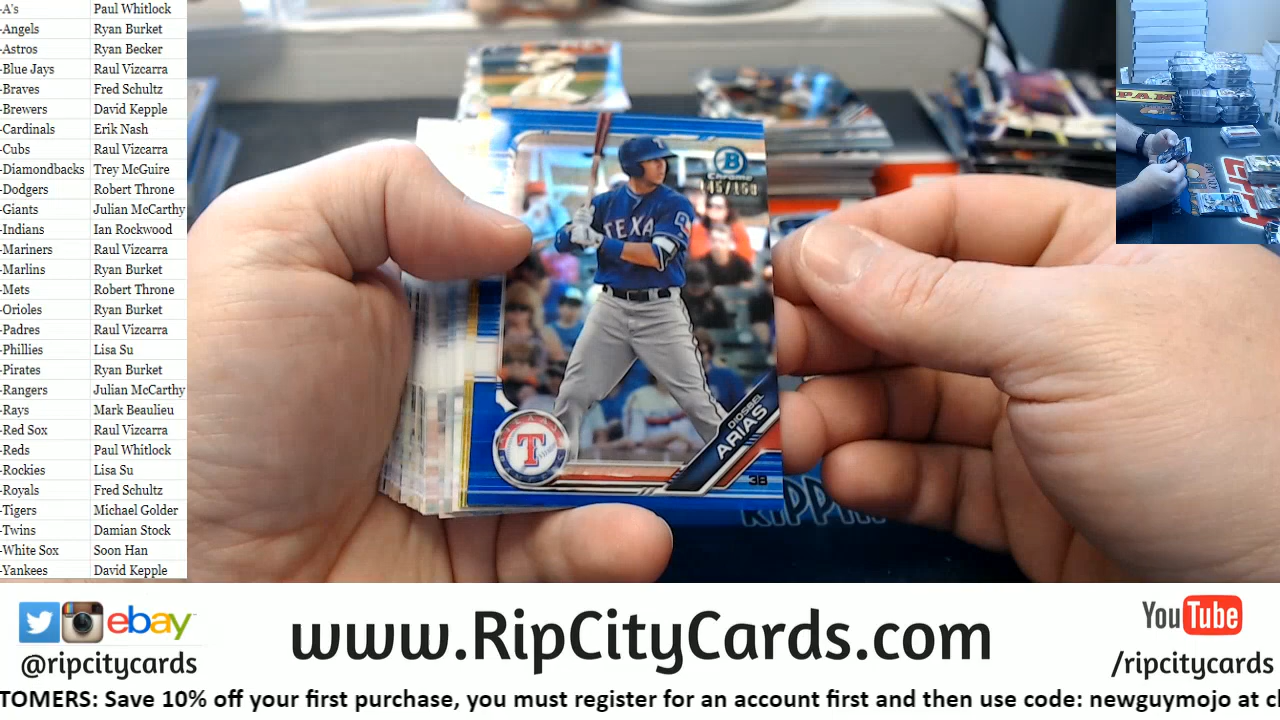 -A's Paul Whitlock
-Angels Ryan Burket
-Astros Ryan Becker
-Blue Jays Raul Vizcarra
-Braves Fred Schultz
-Brewers David Kepple
-Cardinals Erik Nash
-Cubs Raul Vizcarra
-Diamondbacks Trey McGuire
-Dodgers Robert Throne
-Giants Julian McCarthy
-Indians Ian Rockwood
-Mariners Raul Vizcarra
-Marlins Ryan Burket
-Mets Robert Throne
-Orioles Ryan Burket
-Padres Raul Vizcarra
-Phillies Lisa Su
-Pirates Ryan Burket
-Rangers Julian McCarthy
-Rays Mark Beaulieu
-Red Sox Raul Vizcarra
-Reds Paul Whitlock
-Rockies Lisa Su
-Royals Fred Schultz
-Tigers Michael Golder
-Twins Damian Stock
-White Sox Soon Han
-Yankees David Kepple
B
Chrome
TEXA
T
DIOSBEL
ARIAS
3B
ebay
@ripcitycards
www.RipCityCards.com
YouTube
/ripcitycards
TOMERS: Save 10% off your first purchase, you must register for an account first and then use code: newguymojo at c